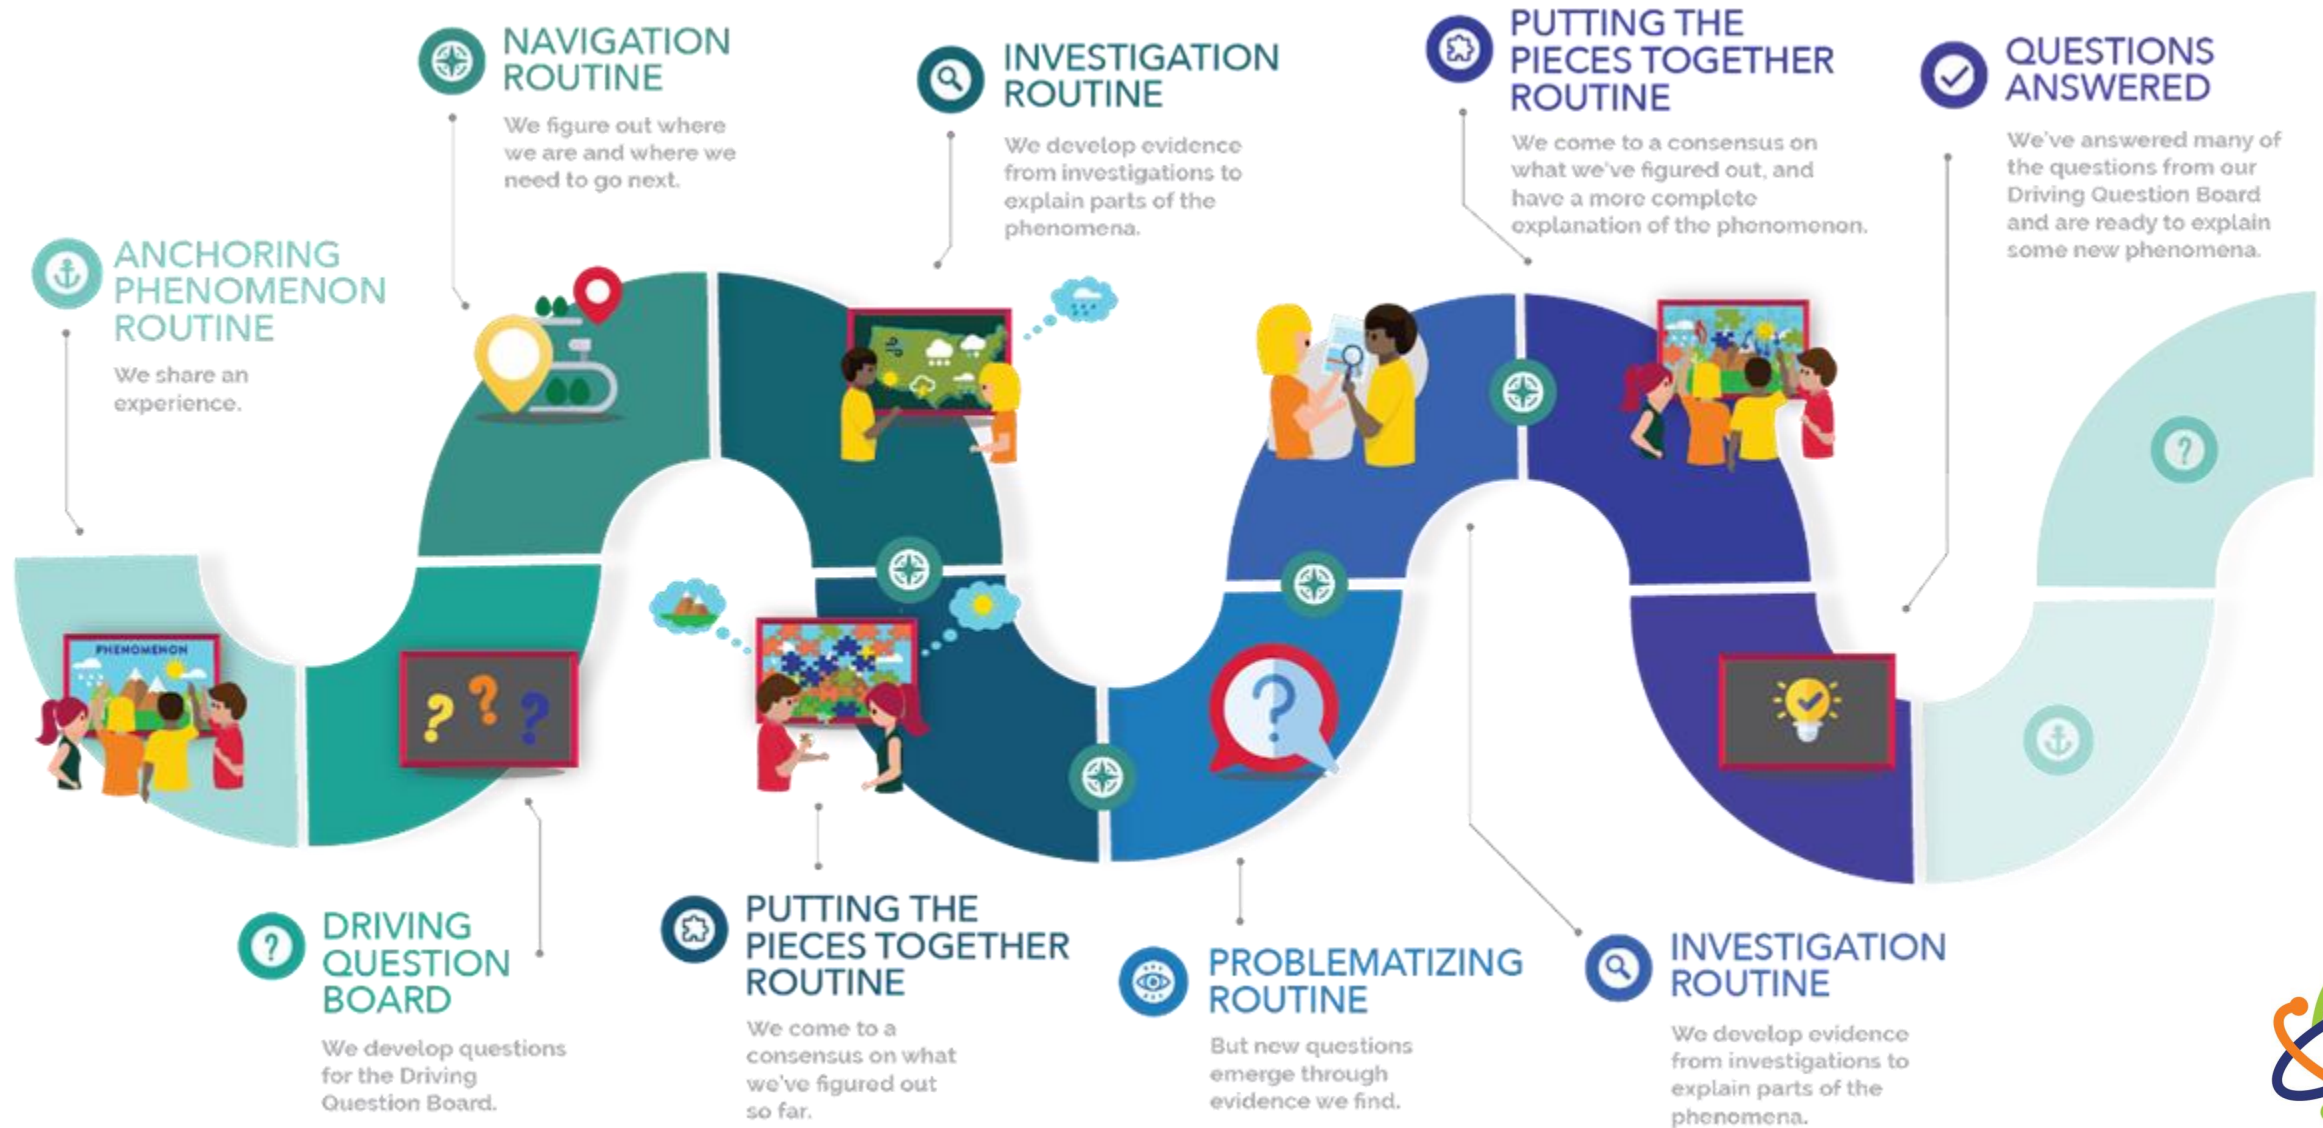 ANCHORING
PHENOMENON
ROUTINE
We share an
experience.
PHENOMENON
DRIVING
QUESTION
BOARD
We develop questions
for the Driving
Question Board.
NAVIGATION
ROUTINE
We figure out where
we are and where we
need to go next.
INVESTIGATION
ROUTINE
We develop evidence
from investigations to
explain parts of the
phenomena.
PUTTING THE
PIECES TOGETHER
ROUTINE
We come to a
consensus on what
we've figured out
so far.
PROBLEMATIZING
ROUTINE
But new questions
emerge through
evidence we find.
INVESTIGATION
ROUTINE
We develop evidence
from investigations to
explain parts of the
phenomena.
PUTTING THE
PIECES TOGETHER
ROUTINE
We come to a consensus on
what we've figured out, and
have a more complete
explanation of the phenomenon.
QUESTIONS
ANSWERED
We've answered many of
the questions from our
Driving Question Board
and are ready to explain
some new phenomena.